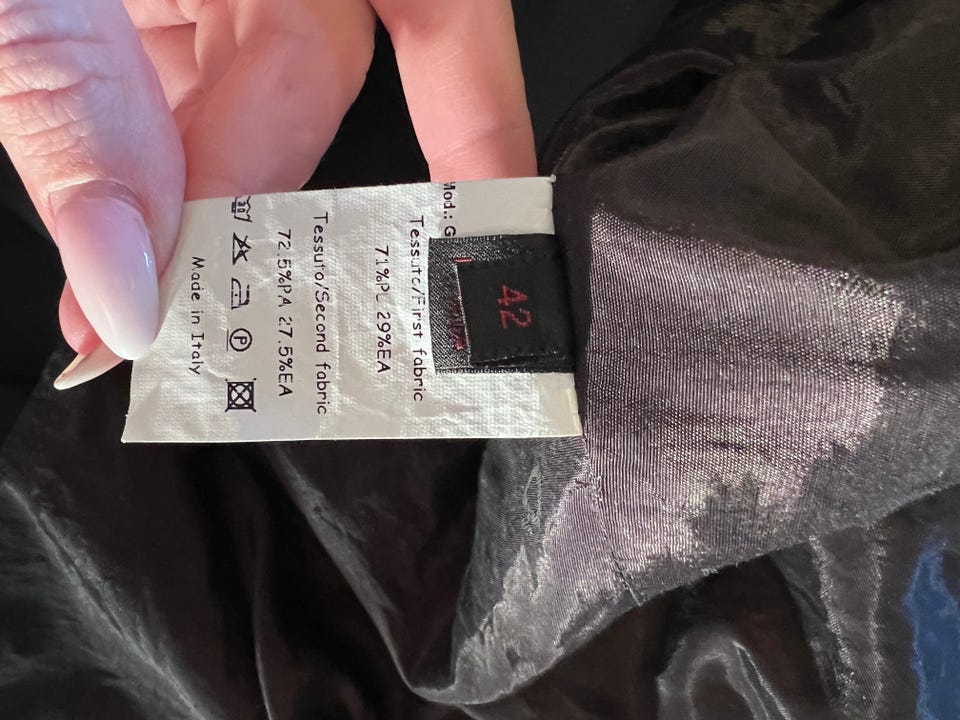 42
Tessuto/First fabric
71%PL 29%EA
Tessuto/Second fabric
72.5%PA 27.5%EA
P
Made in Italy